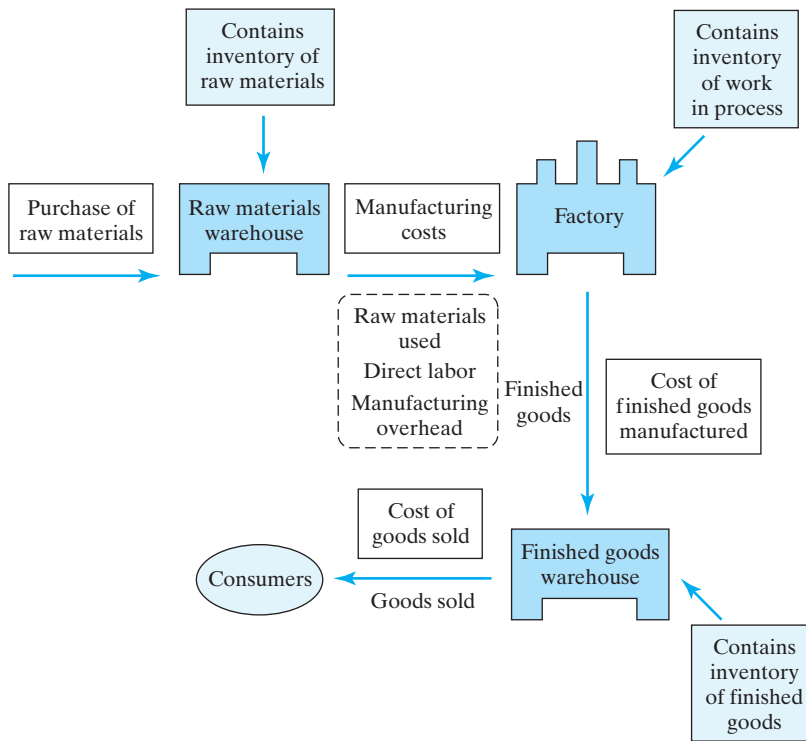 Contains
inventory of
raw materials
Contains
inventory
of work
in process
Purchase of
raw materials
Raw materials
warehouse
Manufacturing
costs
Factory
Raw materials
used
Direct labor
Manufacturing
overhead
Finished
goods
Cost of
finished goods
manufactured
Cost of
goods sold
Consumers
Goods sold
Finished goods
warehouse
Contains
inventory
of finished
goods